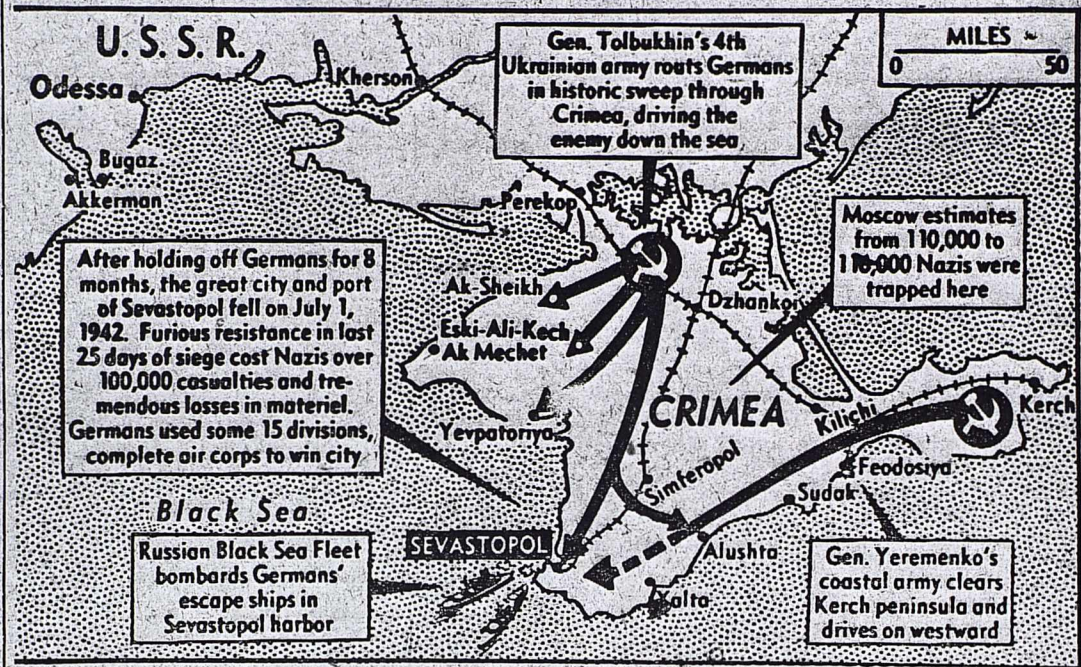 U. S. S. R.
Odessa
Kherson
Bugaz
Akkerman
Perekop
Gen. Tolbukhin's 4th
Ukrainian army routs Germans
in historic sweep through
Crimea, driving the
enemy down the sea
MILES
0 50
Moscow estimates
from 110,000 to
Nazis were
trapped here
After holding off Germans for 8
months, the great city and port
of Sevastopol fell on July 1,
1942. Furious resistance in last
25 days of siege cost Nazis over
100,000 casualties and tre-
mendous losses in materiel.
Germans used some 15 divisions,
complete air corps to win city
Ak Sheikh
Eski-Ali-Kech
Ak Mechet
Dzhankoi
Yevpatoriya
CRIMEA
Kilichi
Kerch
Simferopol
Feodosiya
Sudak
Black Sea
SEVASTOPOL
Alushta
Yalta
Russian Black Sea Fleet
bombards Germans'
escape ships in
Sevastopol harbor
Gen. Yeremenko's
coastal army clears
Kerch peninsula and
drives on westward